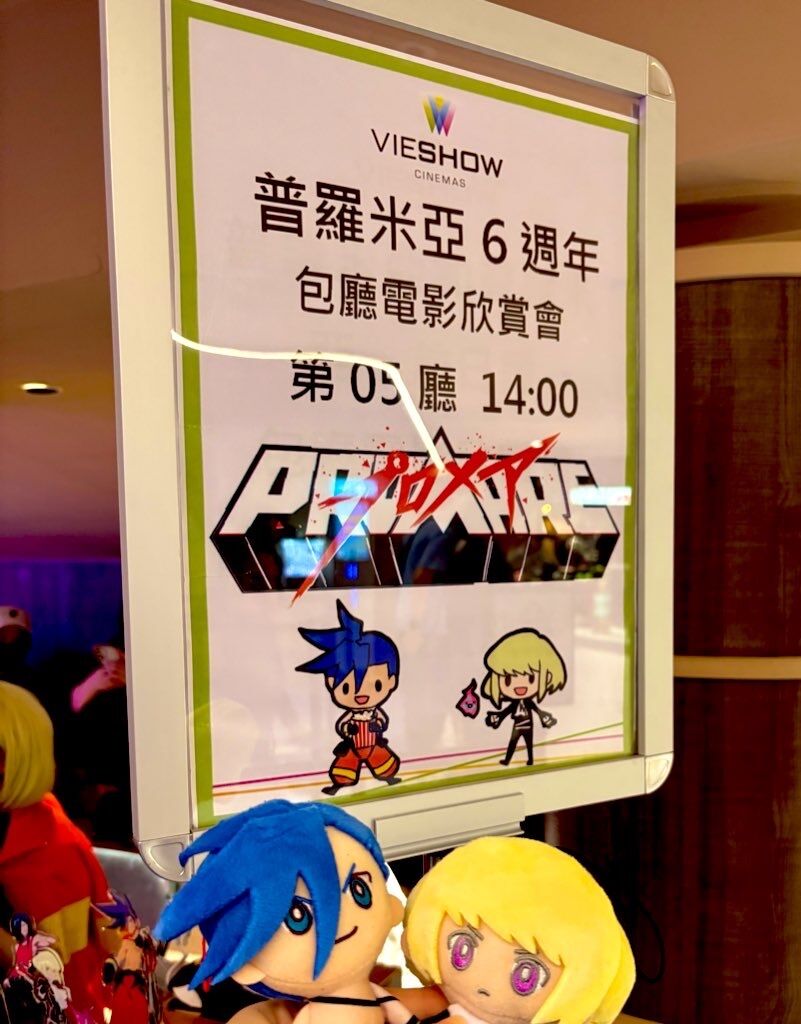 VIESHOW
CINEMAS
普羅米亞 6 週年
包廳電影欣賞會
第 05 廳 14:00
PROMARE
プロメア